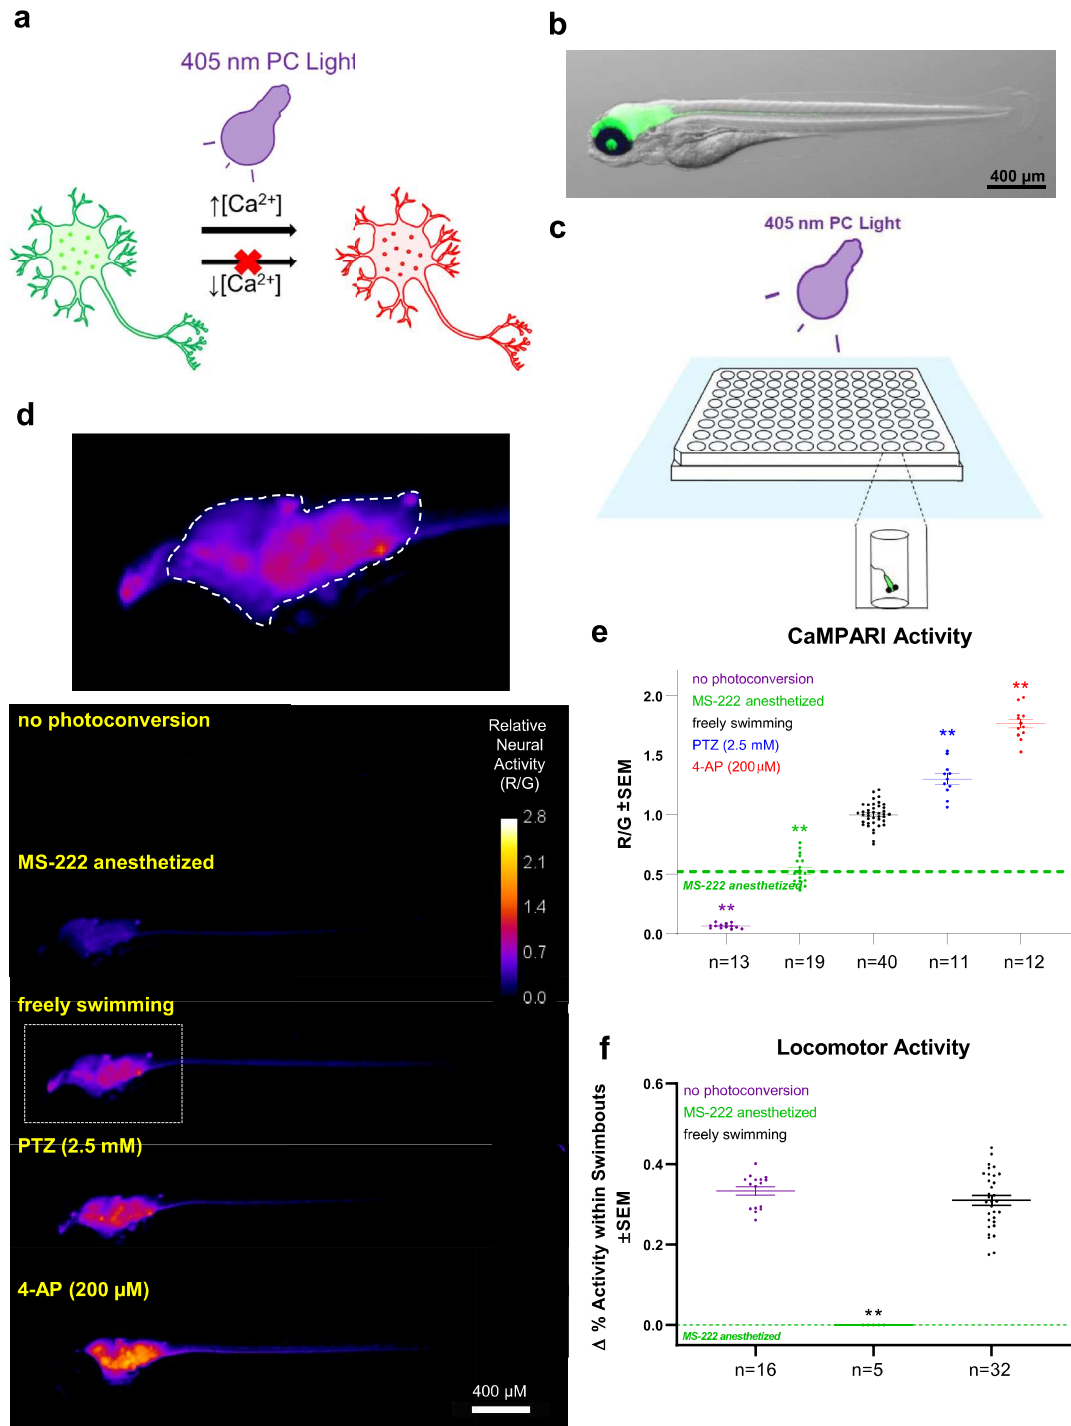 a
405 nm PC Light
↑[Ca2+]
↓[Ca2+]
b
400 µm
c
405 nm PC Light
d
no photoconversion
Relative
Neural
Activity
(R/G)
2.8
2.1
1.4
0.7
0.0
MS-222 anesthetized
freely swimming
PTZ (2.5 mM)
4-AP (200 µM)
400 µM
e
CaMPARI Activity
R/G ±SEM
2.0
1.5
1.0
0.5
0.0
no photoconversion
MS-222 anesthetized
freely swimming
PTZ (2.5 mM)
4-AP (200 µM)
**
**
**
**
MS-222 anesthetized
n=13
n=19
n=40
n=11
n=12
f
Locomotor Activity
Δ % Activity within Swimbouts
±SEM
0.6
0.4
0.2
0.0
no photoconversion
MS-222 anesthetized
freely swimming
**
MS-222 anesthetized
n=16
n=5
n=32